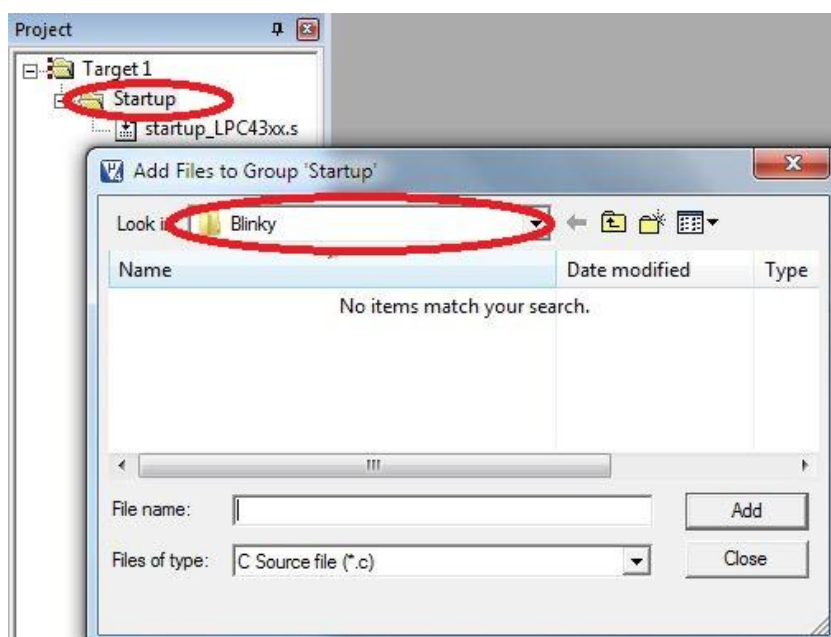 Project
Target 1
Startup
startup_LPC43xx.s
Add Files to Group 'Startup'
Look i
Blinky
Name
Date modified
Type
No items match your search.
File name:
Add
Files of type:
C Source file (*.c)
Close